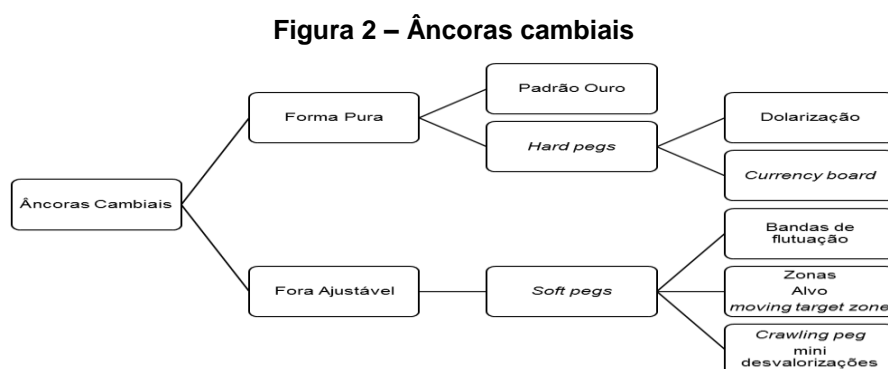 Figura 2 – Âncoras cambiais
Âncoras Cambiais
Forma Pura
Padrão Ouro
Hard pegs
Dolarização
Currency board
Fora Ajustável
Soft pegs
Bandas de
flutuação
Zonas
Alvo
moving target zone
Crawling peg
mini
desvalorizações